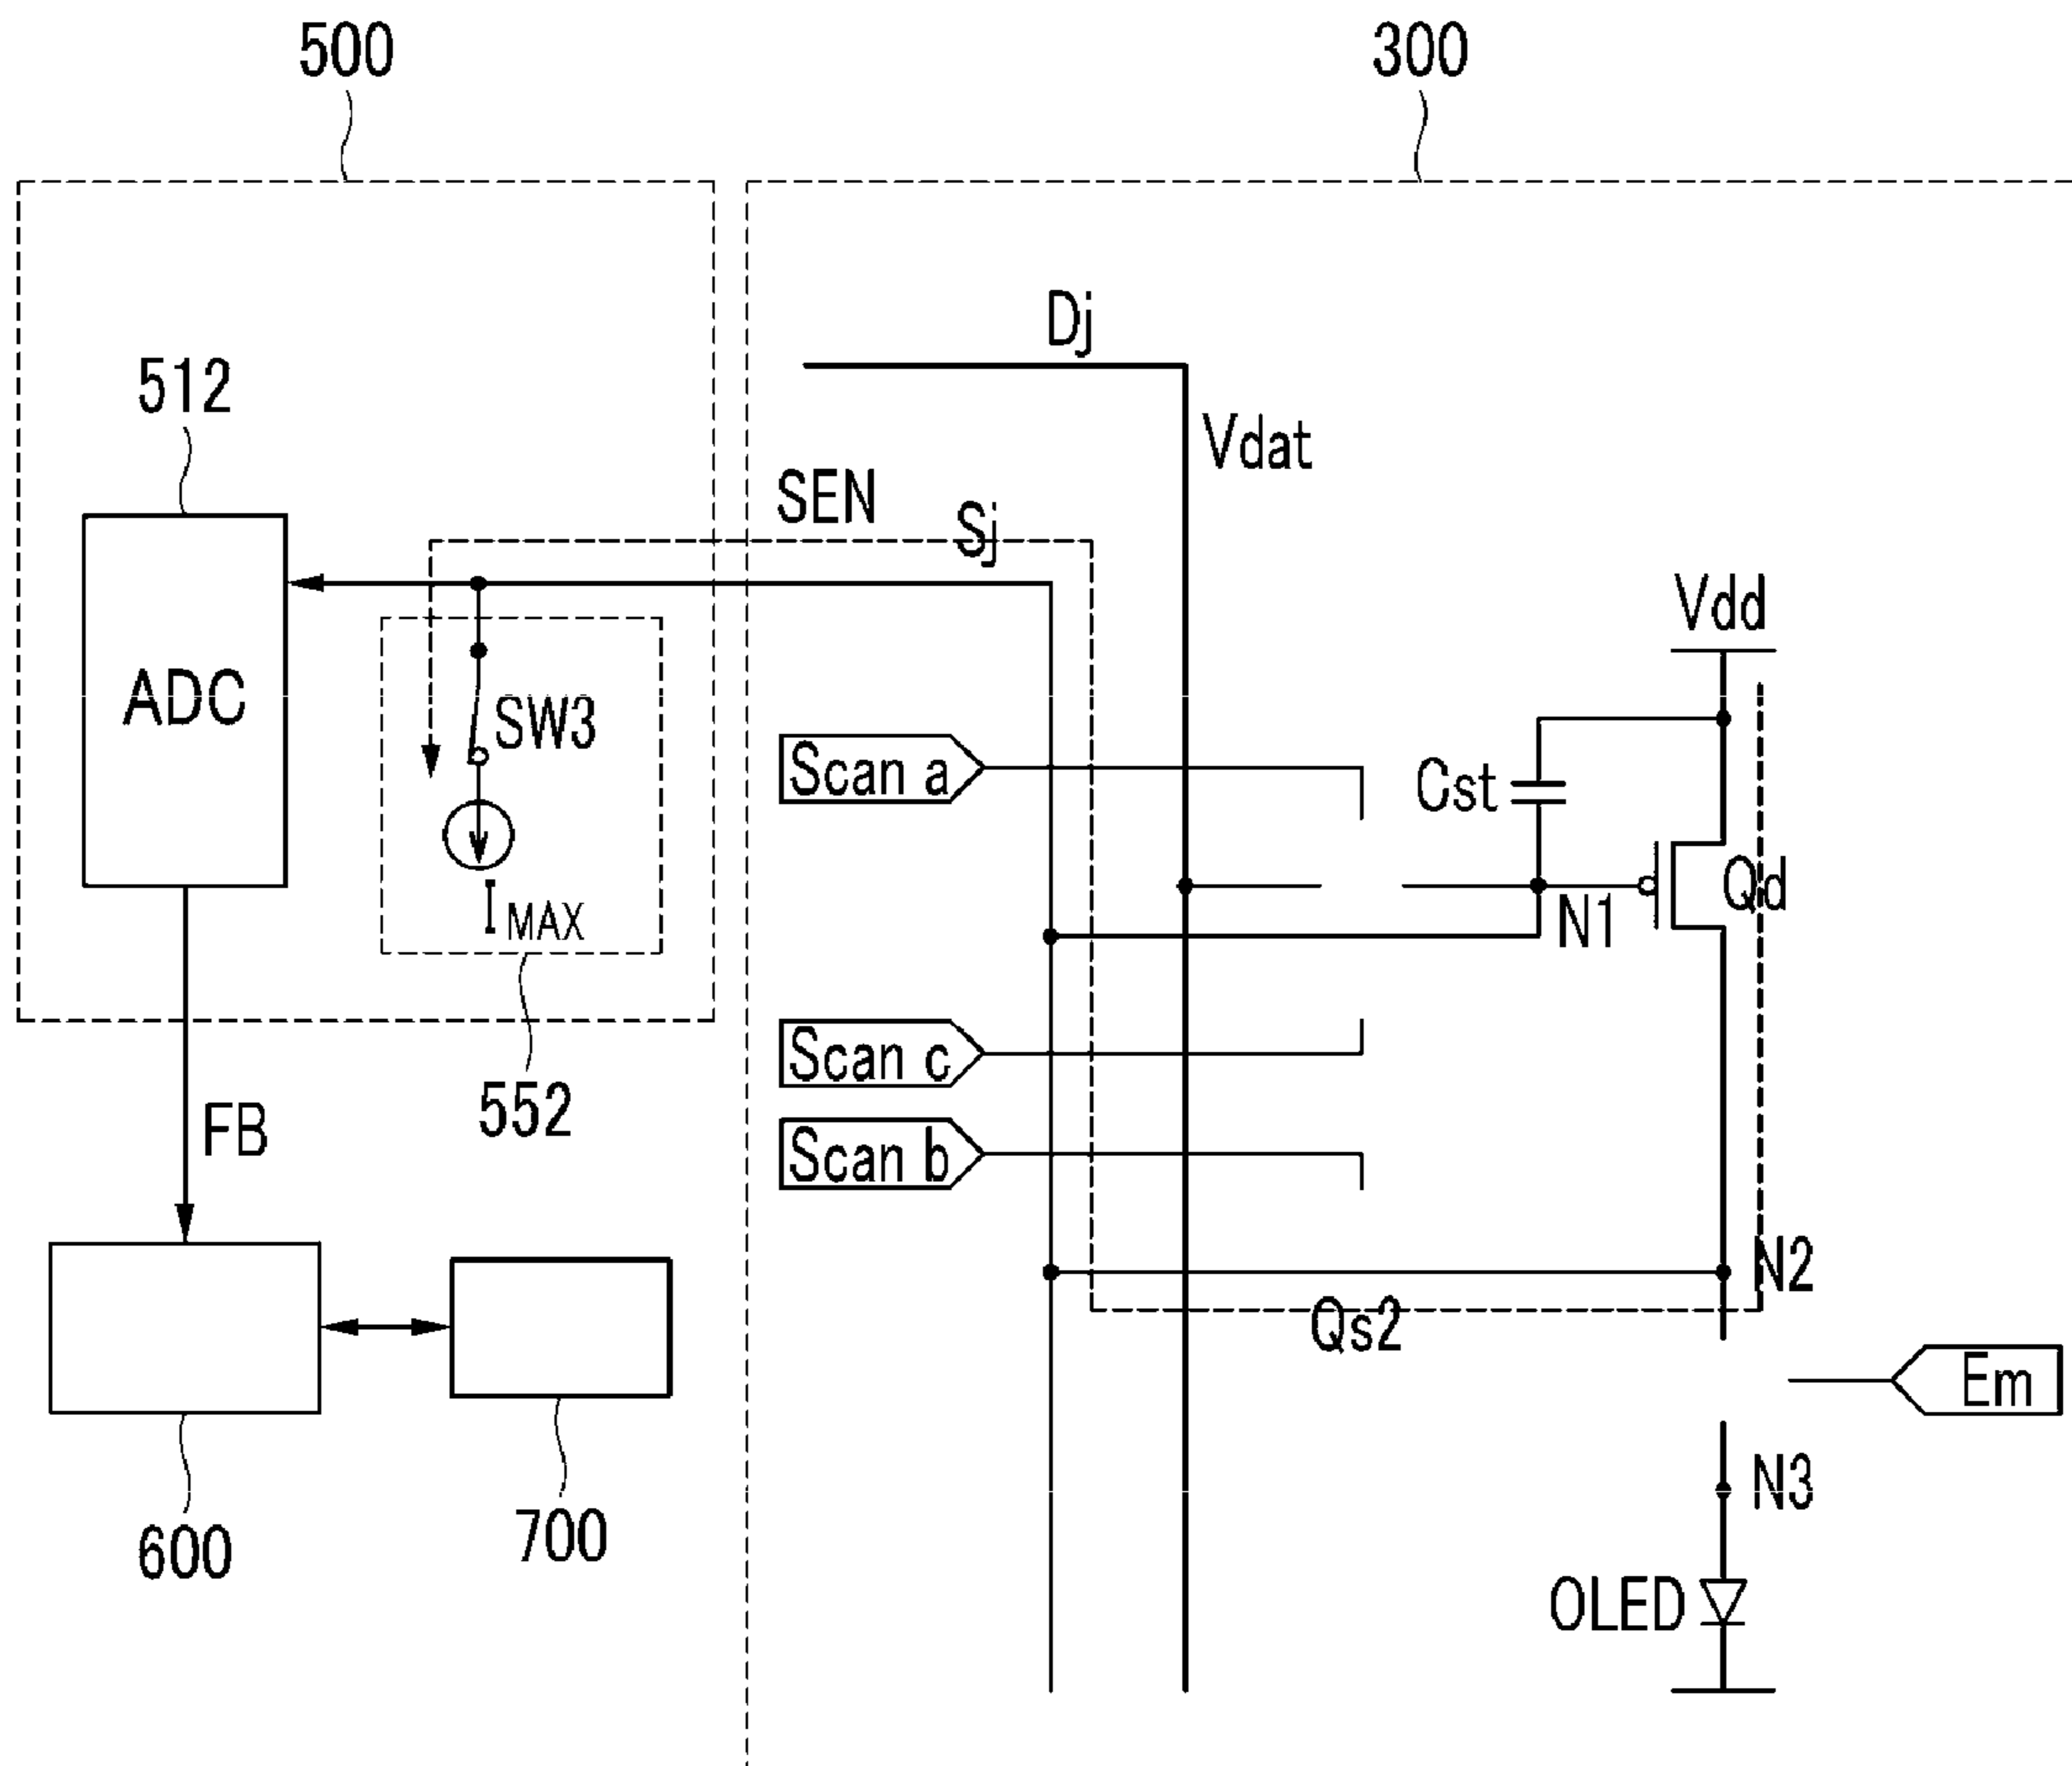 500
300
Dj
512
Vdat
SEN
Sj
Vdd
ADC
SW3
Scan a
Cst
Qd
I MAX
N1
Scan c
552
FB
Scan b
N2
Qs2
Em
N3
600
700
OLED